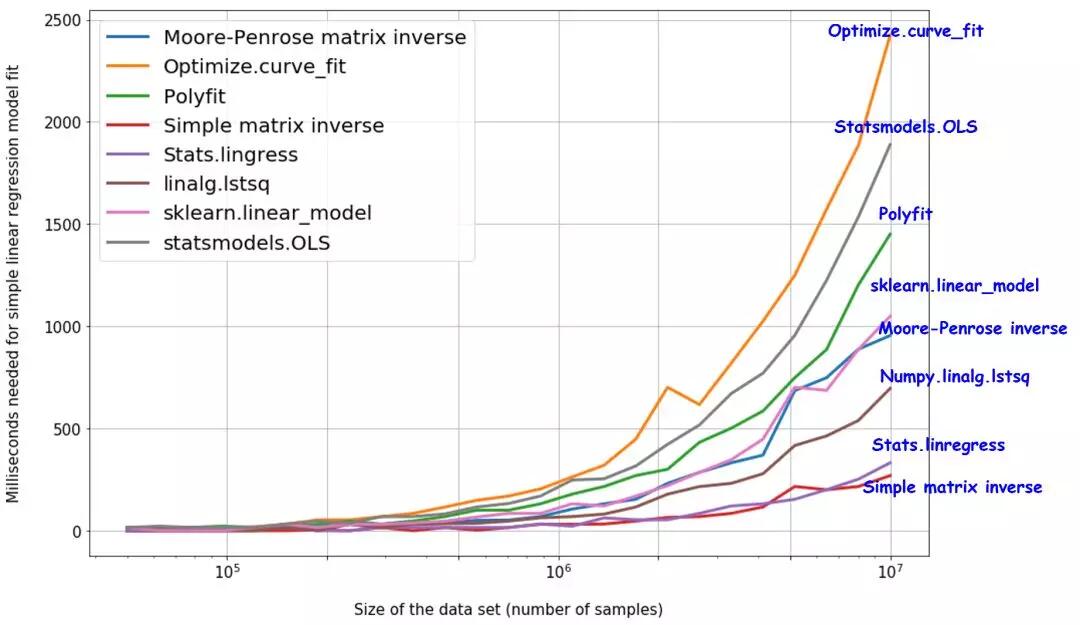 2500
2000
1500
1000
500
0
Milliseconds needed for simple linear regression model fit
Moore-Penrose matrix inverse
Optimize.curve_fit
Polyfit
Simple matrix inverse
Stats.lingress
linalg.lstsq
sklearn.linear_model
statsmodels.OLS
Optimize.curve_fit
Statsmodels.OLS
Polyfit
sklearn.linear_model
Moore-Penrose inverse
Numpy.linalg.lstsq
Stats.linregress
Simple matrix inverse
10⁵
10⁶
10⁷
Size of the data set (number of samples)